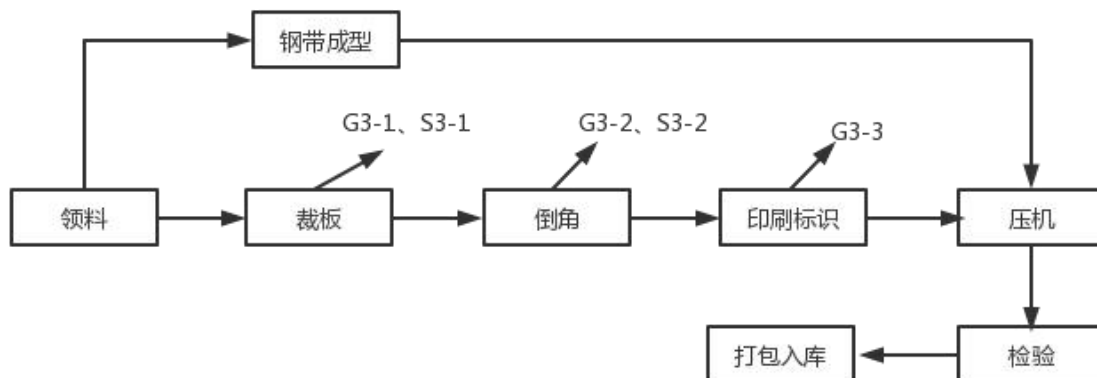 钢带成型
G3-1、S3-1
G3-2、S3-2
G3-3
领料
裁板
倒角
印刷标识
压机
打包入库
检验